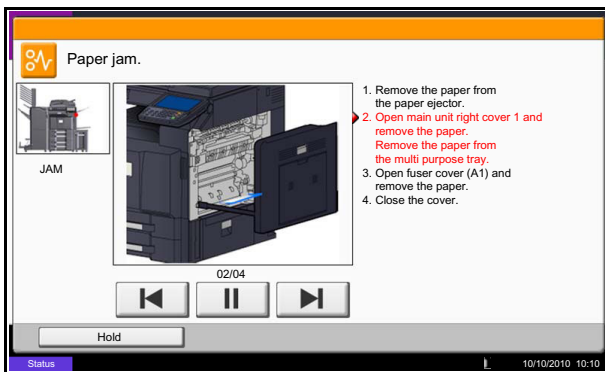 Paper jam.
JAM
02/04
1. Remove the paper from
the paper ejector.
2. Open main unit right cover 1 and
remove the paper.
Remove the paper from
the multi purpose tray.
3. Open fuser cover (A1) and
remove the paper.
4. Close the cover.
Hold
Status
10/10/2010 10:10